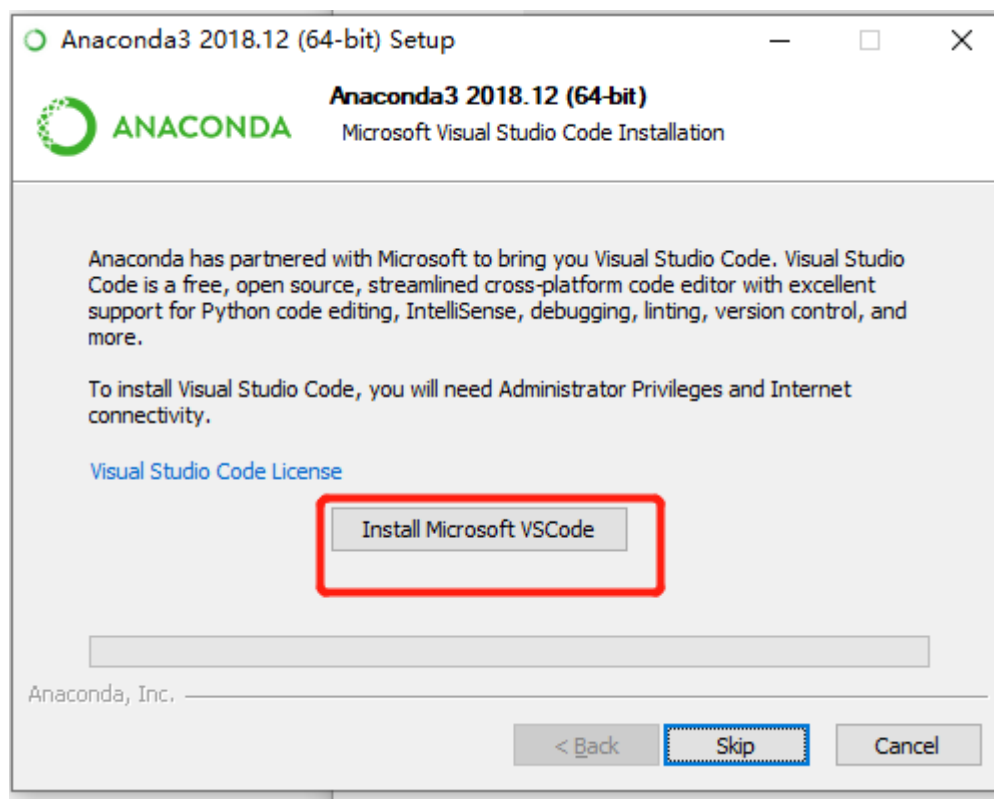 Anaconda3 2018.12 (64-bit) Setup
Anaconda3 2018.12 (64-bit)
ANACONDA
Microsoft Visual Studio Code Installation
Anaconda has partnered with Microsoft to bring you Visual Studio Code. Visual Studio
Code is a free, open source, streamlined cross-platform code editor with excellent
support for Python code editing, IntelliSense, debugging, linting, version control, and
more.
To install Visual Studio Code, you will need Administrator Privileges and Internet
connectivity.
Visual Studio Code License
Install Microsoft VSCode
Anaconda, Inc.
< Back
Skip
Cancel